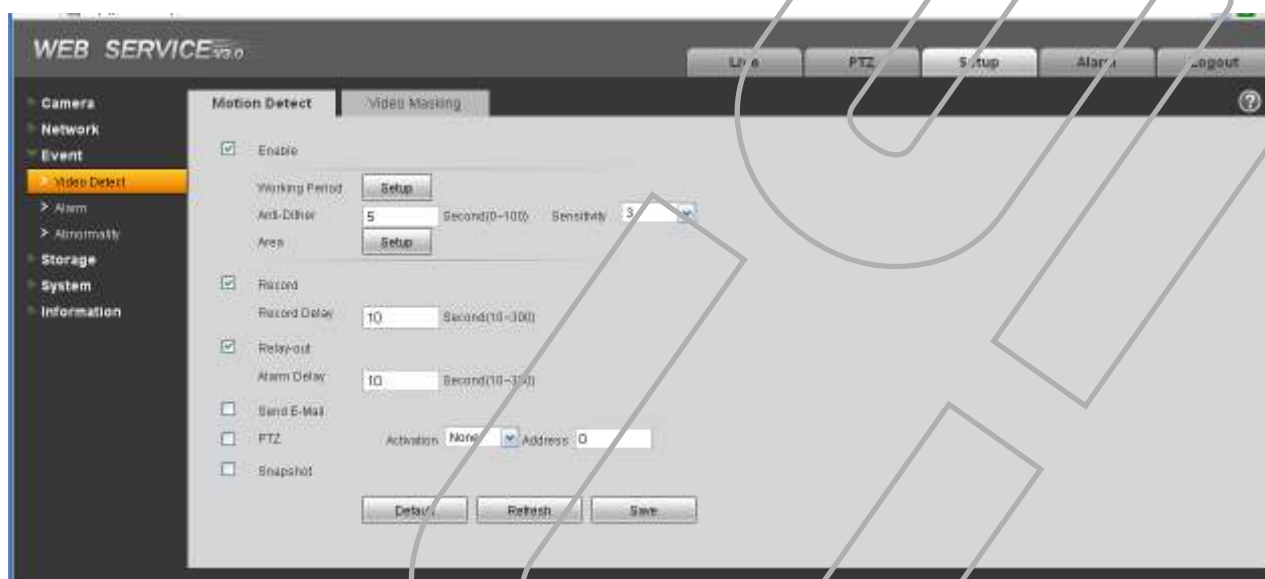 WEB SERVICE V3.0
Live PTZ Setup Alarm Logout
Motion Detect Video Masking
Camera
Network
Event
> Video Detect
> Alarm
> Abnormality
Storage
System
Information
Enable
Working Period Setup
Anti-Dither 5 Second(0~100) Sensitivity 3
Area Setup
Record
Record Delay 10 Second(10~300)
Relay-out
Alarm Delay 10 Second(10~300)
Send E-Mail
PTZ Activation None Address 0
Snapshot
Default Refresh Save